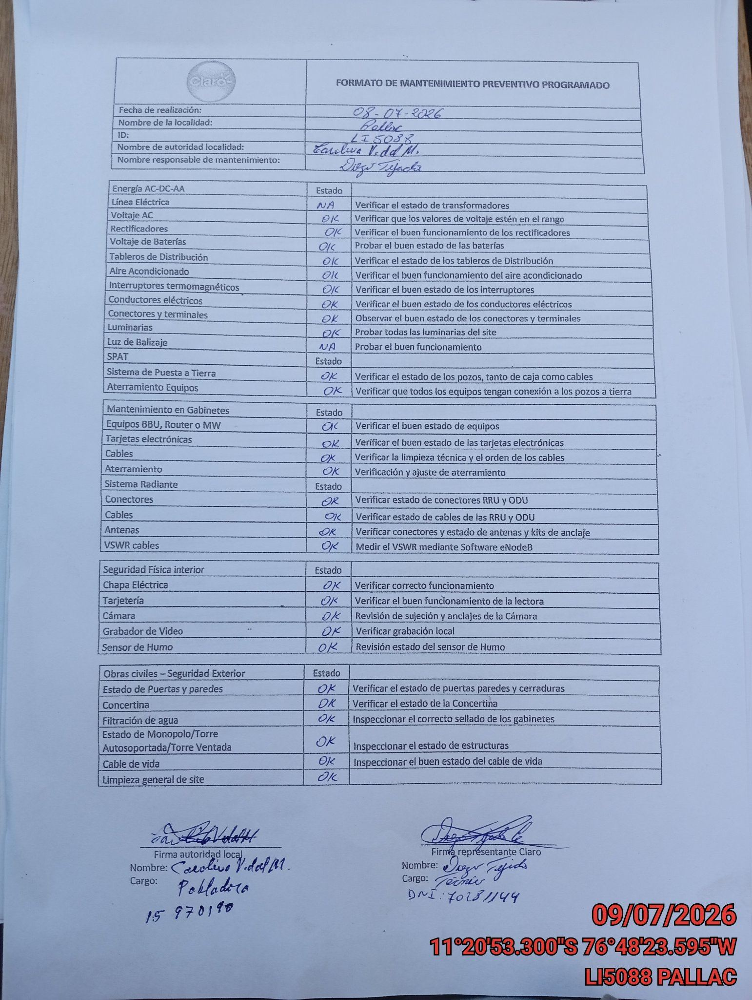 Claro
FORMATO DE MANTENIMIENTO PREVENTIVO PROGRAMADO
Fecha de realización: 08-07-2026
Nombre de la localidad: Pallac
ID: LI5088
Nombre de autoridad localidad: Carolina Vidal M.
Nombre responsable de mantenimiento: Diego Tejada
Energía AC-DC-AA Estado
Línea Eléctrica NA Verificar el estado de transformadores
Voltaje AC OK Verificar que los valores de voltaje estén en el rango
Rectificadores OK Verificar el buen funcionamiento de los rectificadores
Voltaje de Baterías OK Probar el buen estado de las baterías
Tableros de Distribución OK Verificar el estado de los tableros de Distribución
Aire Acondicionado OK Verificar el buen funcionamiento del aire acondicionado
Interruptores termomagnéticos OK Verificar el buen estado de los interruptores
Conductores eléctricos OK Verificar el buen estado de los conductores eléctricos
Conectores y terminales OK Observar el buen estado de los conectores y terminales
Luminarias OK Probar todas las luminarias del site
Luz de Balizaje NA Probar el buen funcionamiento
SPAT Estado
Sistema de Puesta a Tierra OK Verificar el estado de los pozos, tanto de caja como cables
Aterramiento Equipos OK Verificar que todos los equipos tengan conexión a los pozos a tierra
Mantenimiento en Gabinetes Estado
Equipos BBU, Router o MW OK Verificar el buen estado de equipos
Tarjetas electrónicas OK Verificar el buen estado de las tarjetas electrónicas
Cables OK Verificar la limpieza técnica y el orden de los cables
Aterramiento OK Verificación y ajuste de aterramiento
Sistema Radiante Estado
Conectores OK Verificar estado de conectores RRU y ODU
Cables OK Verificar estado de cables de las RRU y ODU
Antenas OK Verificar conectores y estado de antenas y kits de anclaje
VSWR cables OK Medir el VSWR mediante Software eNodeB
Seguridad Física interior Estado
Chapa Eléctrica OK Verificar correcto funcionamiento
Tarjetería OK Verificar el buen funcionamiento de la lectora
Cámara OK Revisión de sujeción y anclajes de la Cámara
Grabador de Video OK Verificar grabación local
Sensor de Humo OK Revisión estado del sensor de Humo
Obras civiles – Seguridad Exterior Estado
Estado de Puertas y paredes OK Verificar el estado de puertas paredes y cerraduras
Concertina OK Verificar el estado de la Concertina
Filtración de agua OK Inspeccionar el correcto sellado de los gabinetes
Estado de Monopolo/Torre
Autosoportada/Torre Ventada OK Inspeccionar el estado de estructuras
Cable de vida OK Inspeccionar el buen estado del cable de vida
Limpieza general de site OK
Firma autoridad local Firma representante Claro
Nombre: Carolina Vidal M. Nombre: Diego Tejada
Cargo: Pobladora Cargo: Técnico
15 970190 DNI: 70281144
09/07/2026
11°20'53.300"S 76°48'23.595"W
LI5088 PALLAC